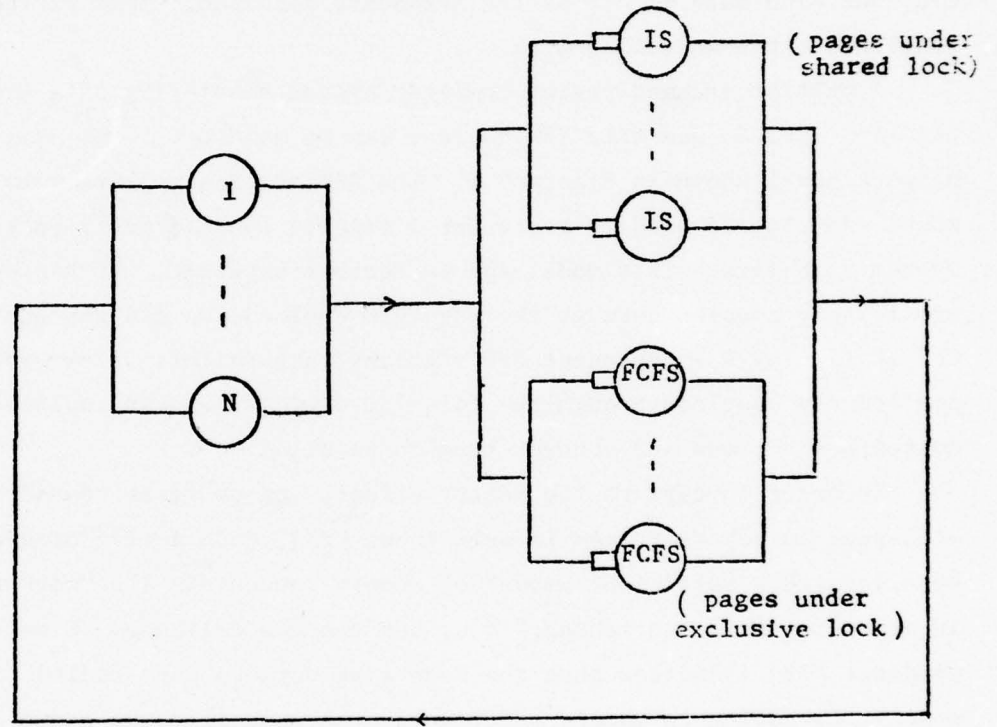 IS
( pages under
shared lock)
IS
I
N
FCFS
FCFS
( pages under
exclusive lock )